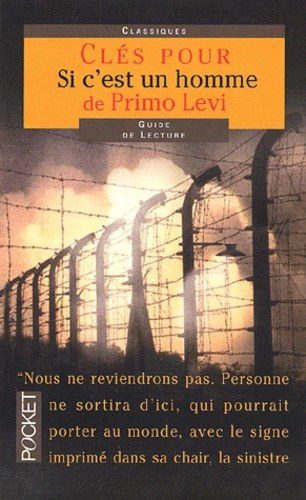 CLASSIQUES
CLÉS POUR
Si c'est un homme
de Primo Levi
GUIDE
DE LECTURE
"Nous ne reviendrons pas. Personne
ne sortira d'ici, qui pourrait
porter au monde, avec le signe
imprimé dans sa chair, la sinistre
POCKET